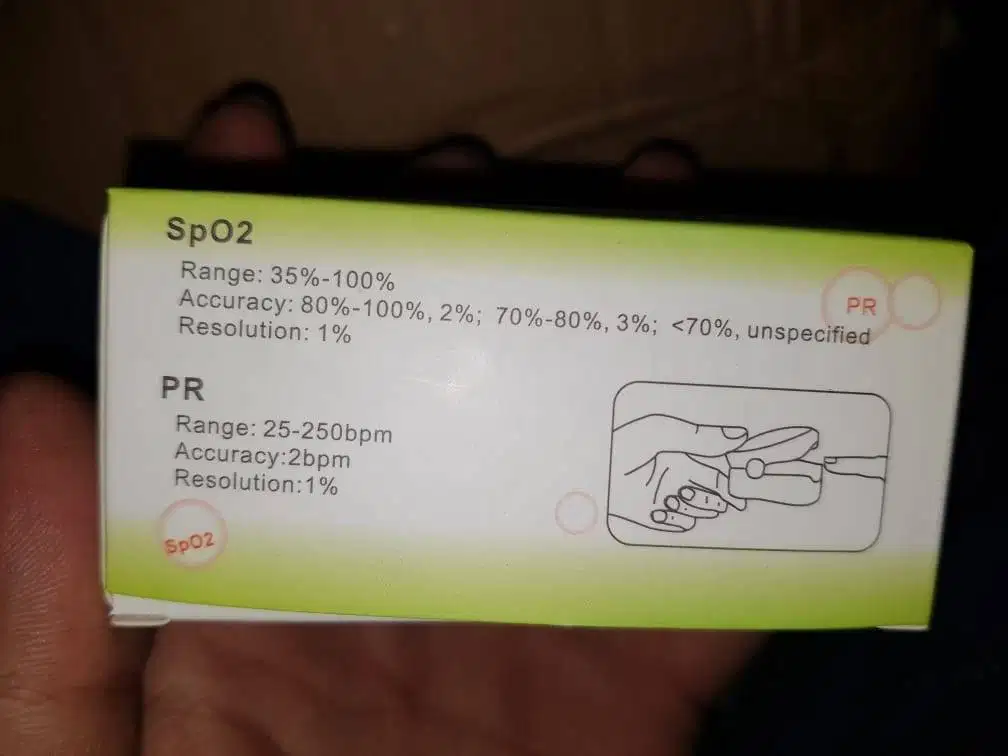 SpO2
Range: 35%-100%
Accuracy: 80%-100%, 2%; 70%-80%, 3%; <70%, unspecified
Resolution: 1%
PR
PR
Range: 25-250bpm
Accuracy:2bpm
Resolution:1%
SpO2